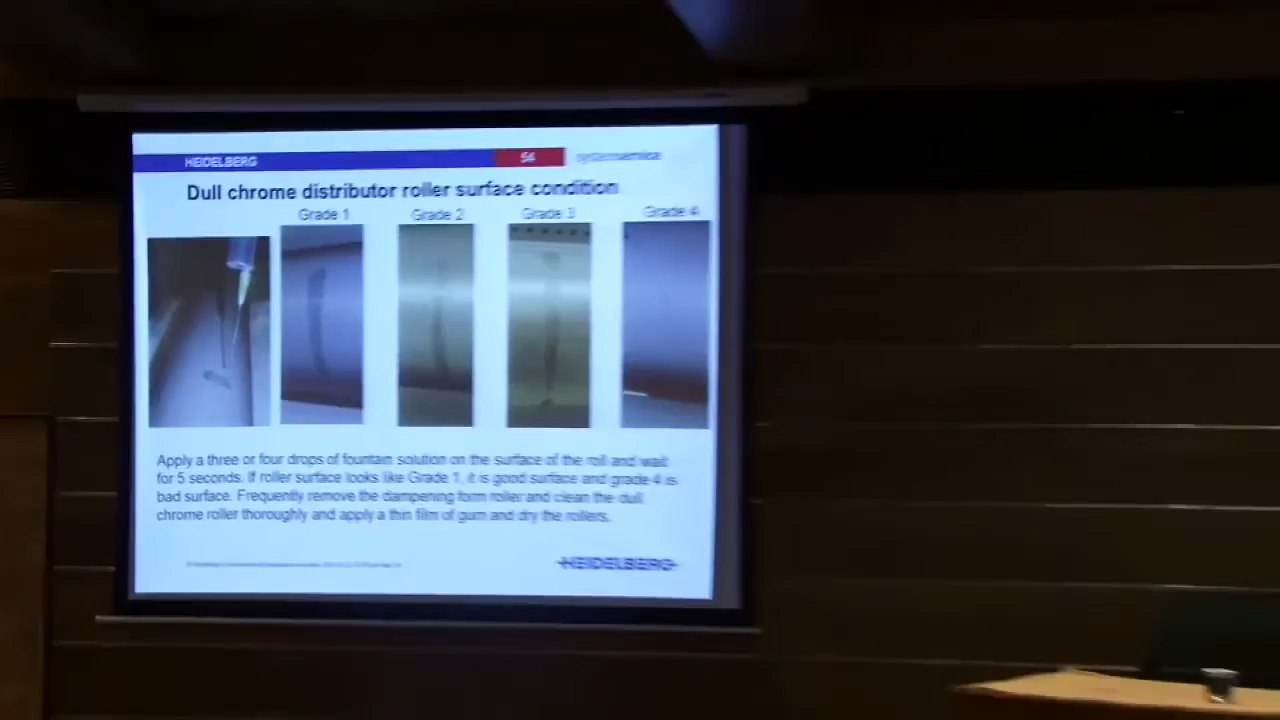 HEIDELBERG
54
systemservice
Dull chrome distributor roller surface condition
Grade 1
Grade 2
Grade 3
Grade 4
Apply a three or four drops of fountain solution on the surface of the roll and wait
for 5 seconds. If roller surface looks like Grade 1, it is good surface and grade 4 is
bad surface. Frequently remove the dampening form roller and clean the dull
chrome roller thoroughly and apply a thin film of gum and dry the rollers.
HEIDELBERG